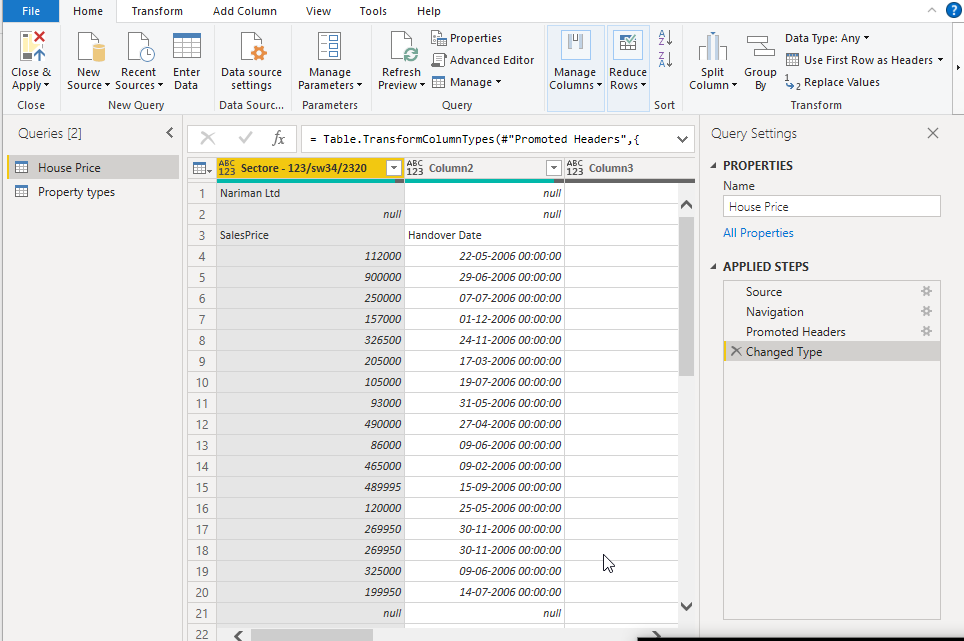 File Home Transform Add Column View Tools Help
Close & Apply
New Source
Recent Sources
Enter Data
Data source settings
Manage Parameters
Refresh Preview
Properties
Advanced Editor
Manage
Manage Columns
Reduce Rows
Split Column
Group By
Data Type: Any
Use First Row as Headers
Replace Values
Close New Query Data Sourc... Parameters Query Sort Transform
Queries [2]
House Price
Property types
fx = Table.TransformColumnTypes(#"Promoted Headers",{
ABC 123 Sectore - 123/sw34/2320 ABC 123 Column2 ABC 123 Column3
1 Nariman Ltd null
2 null null
3 SalesPrice Handover Date
4 112000 22-05-2006 00:00:00
5 900000 29-06-2006 00:00:00
6 250000 07-07-2006 00:00:00
7 157000 01-12-2006 00:00:00
8 326500 24-11-2006 00:00:00
9 205000 17-03-2006 00:00:00
10 105000 19-07-2006 00:00:00
11 93000 31-05-2006 00:00:00
12 490000 27-04-2006 00:00:00
13 86000 09-06-2006 00:00:00
14 465000 09-02-2006 00:00:00
15 489995 15-09-2006 00:00:00
16 120000 25-05-2006 00:00:00
17 269950 30-11-2006 00:00:00
18 269950 30-11-2006 00:00:00
19 325000 09-06-2006 00:00:00
20 199950 14-07-2006 00:00:00
21 null null
22
Query Settings
PROPERTIES
Name
House Price
All Properties
APPLIED STEPS
Source
Navigation
Promoted Headers
Changed Type